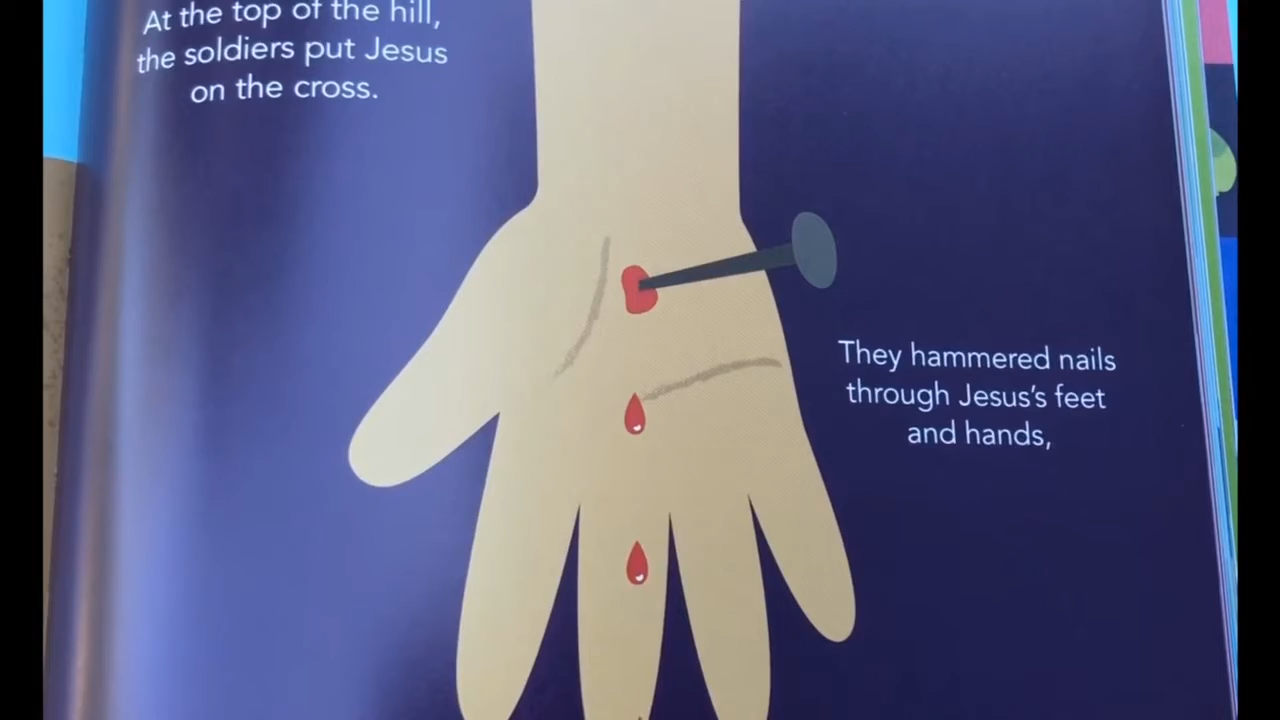 At the top of the hill,
the soldiers put Jesus
on the cross.
They hammered nails
through Jesus's feet
and hands,